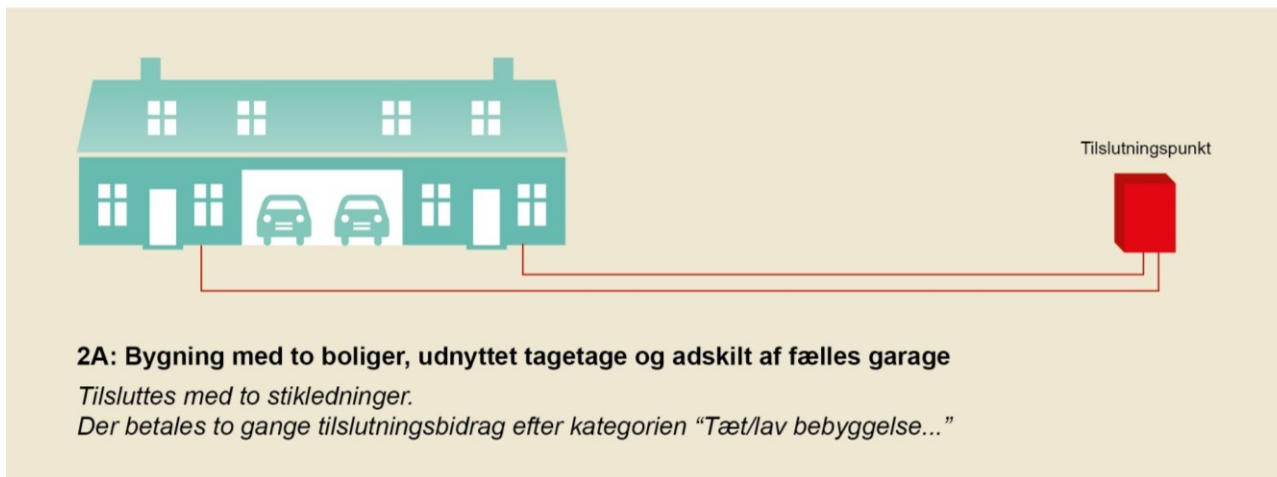 Tilslutningspunkt
2A: Bygning med to boliger, udnyttet tagetage og adskilt af fælles garage
Tilsluttes med to stikledninger.
Der betales to gange tilslutningsbidrag efter kategorien “Tæt/lav bebyggelse...”